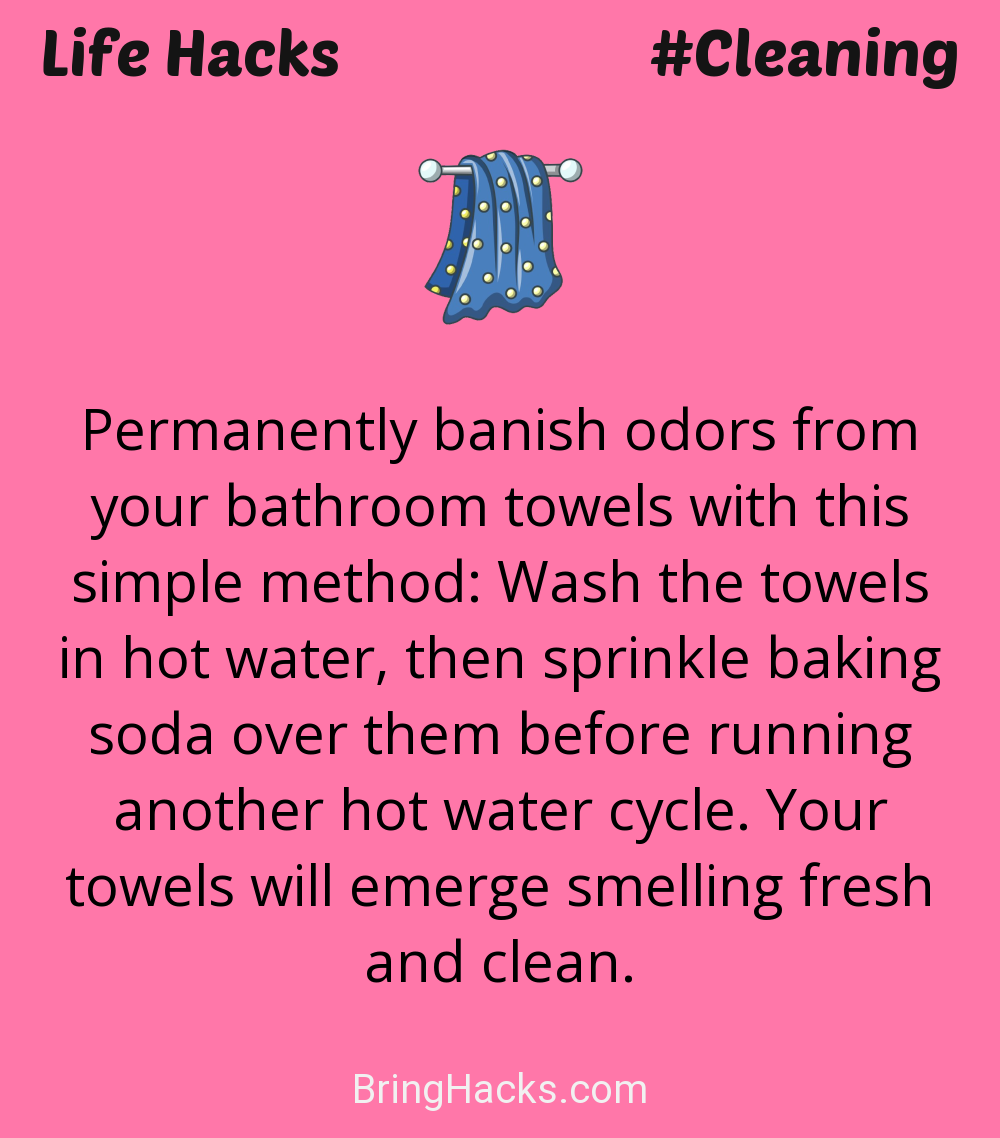 Life Hacks
#Cleaning
Permanently banish odors from
your bathroom towels with this
simple method: Wash the towels
in hot water, then sprinkle baking
soda over them before running
another hot water cycle. Your
towels will emerge smelling fresh
and clean.
BringHacks.com